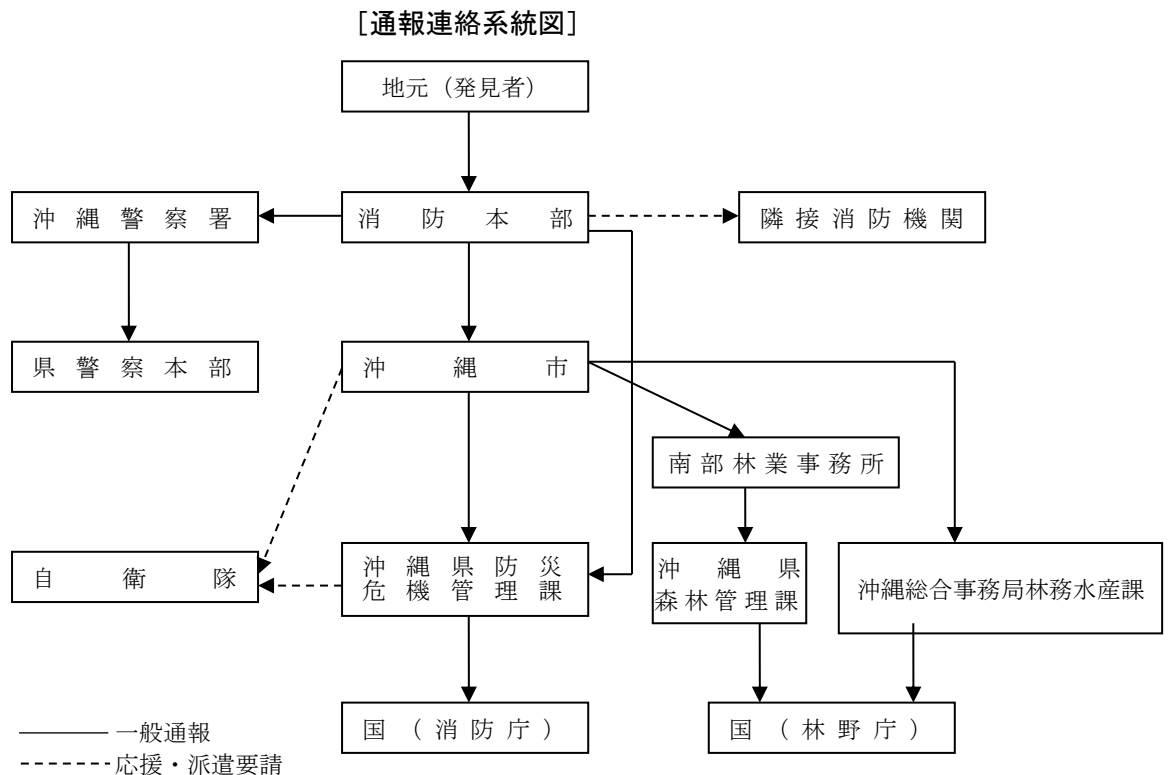 ［通報連絡系統図］
地元（発見者）
沖縄警察署
消防本部
隣接消防機関
県警察本部
沖縄市
南部林業事務所
自衛隊
沖縄県防災
危機管理課
沖縄県
森林管理課
沖縄総合事務局林務水産課
国（消防庁）
国（林野庁）
一般通報
応援・派遣要請